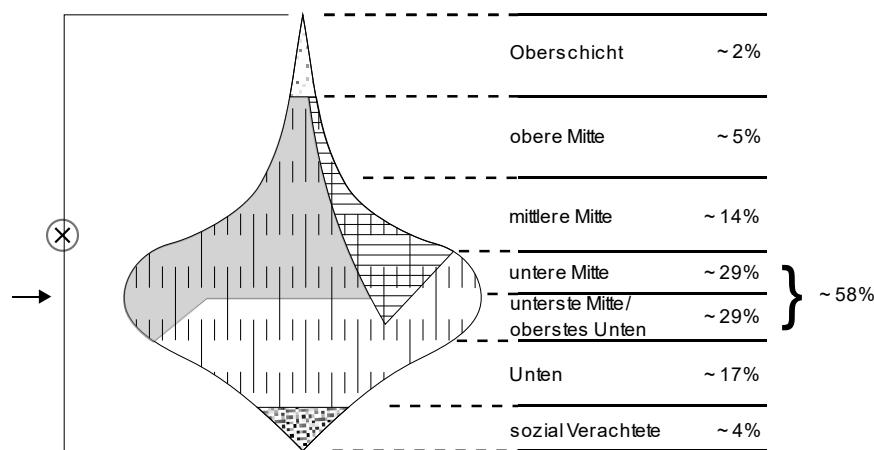 Oberschicht ~ 2%
obere Mitte ~ 5%
mittlere Mitte ~ 14%
untere Mitte ~ 29%
unterste Mitte/
oberstes Unten ~ 29%
~ 58%
Unten ~ 17%
sozial Verachtete ~ 4%